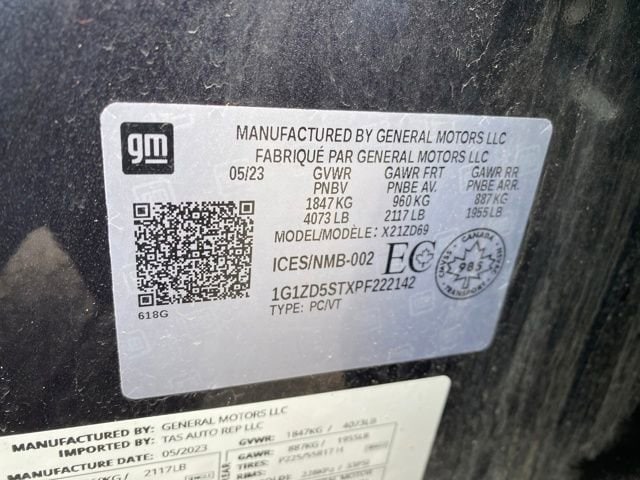 gm
MANUFACTURED BY GENERAL MOTORS LLC
FABRIQUÉ PAR GENERAL MOTORS LLC
05/23 GVWR GAWR FRT GAWR RR
PNBV PNBE AV. PNBE ARR.
1847 KG 960 KG 887 KG
4073 LB 2117 LB 1955 LB
MODEL/MODÈLE: X21ZD69
ICES/NMB-002 EC CANADA 985
1G1ZD5STXPF222142
TYPE: PC/VT
618G
MANUFACTURED BY: GENERAL MOTORS LLC
IMPORTED BY: TAS AUTO REP LLC
MANUFACTURE DATE: 05/2023 GVWR: 1847KG / 4073LB
/ 2117LB GAWR: 887KG / 1955LB
TIRES: P225/55R17
RIMS: